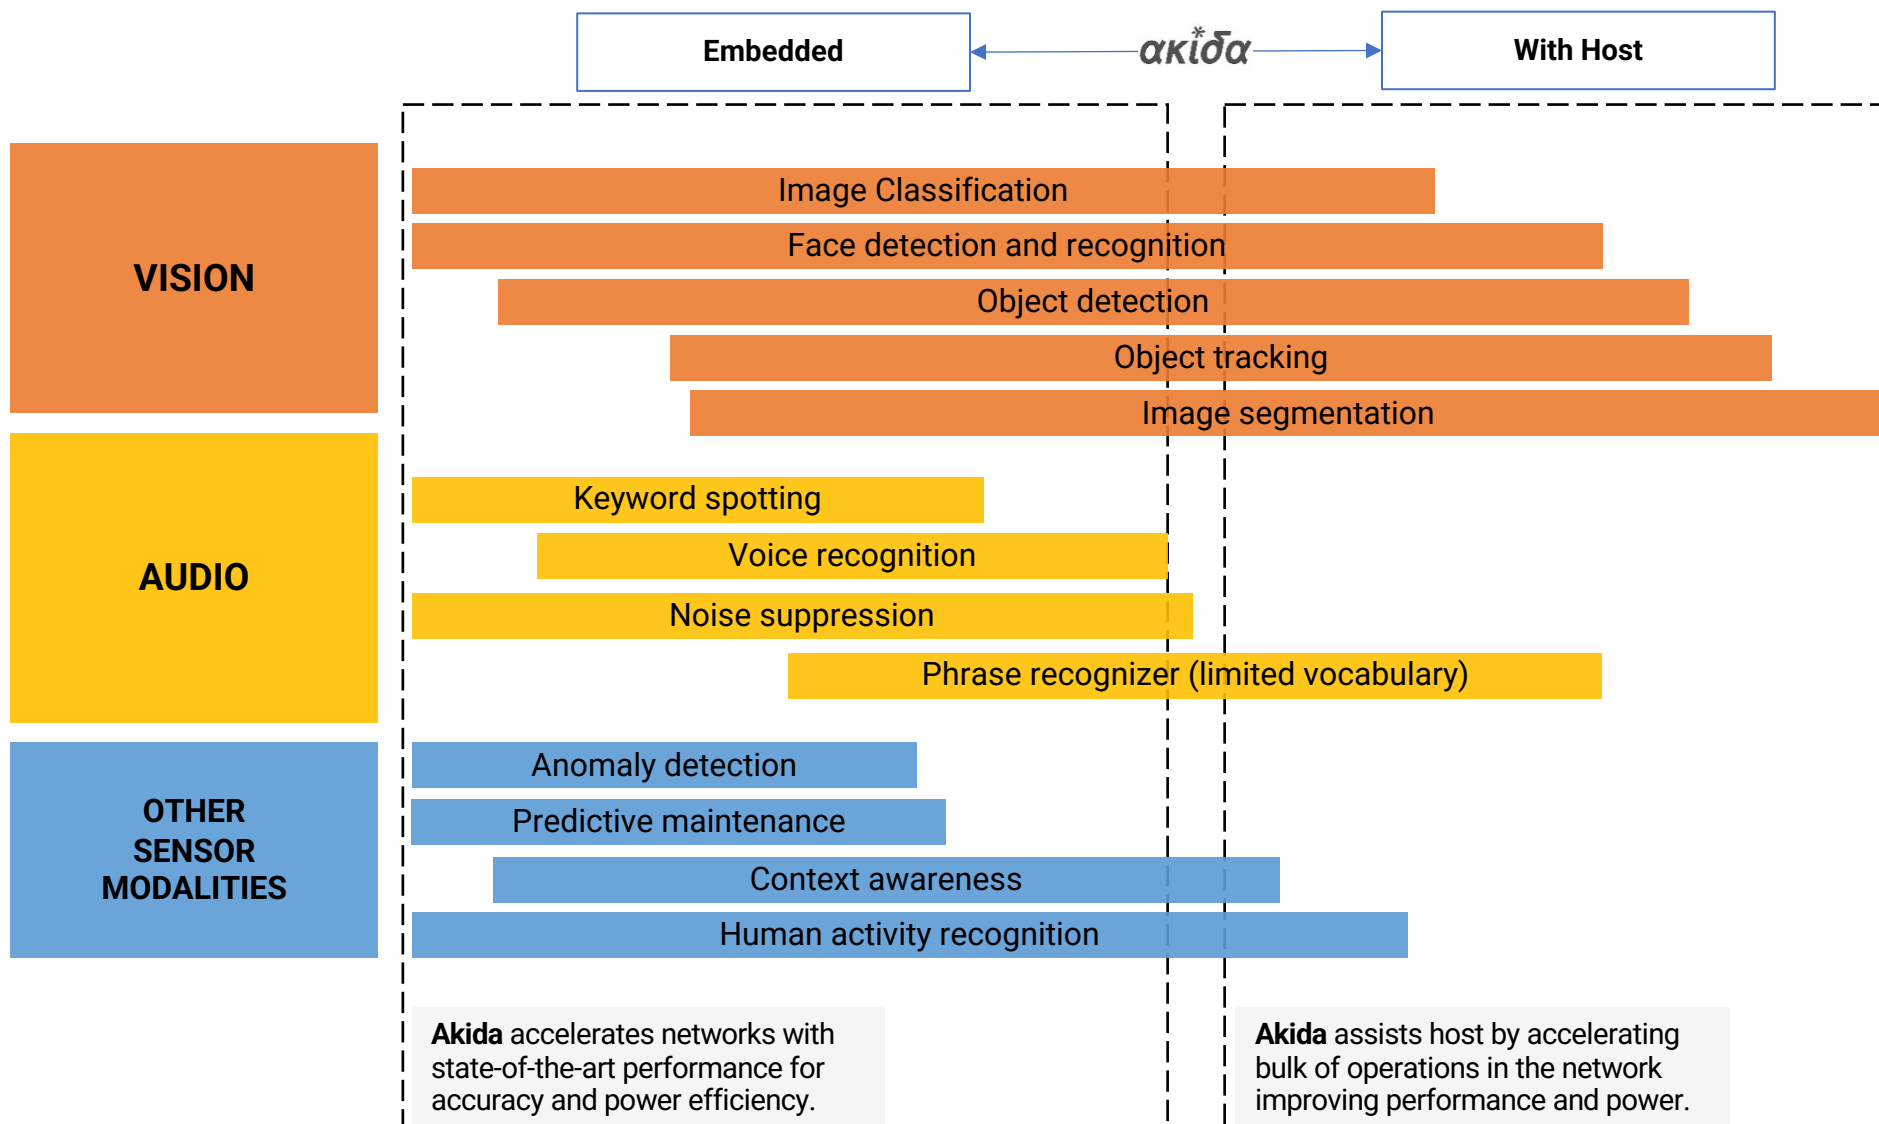 Embedded
ακίδα
With Host
VISION
Image Classification
Face detection and recognition
Object detection
Object tracking
Image segmentation
AUDIO
Keyword spotting
Voice recognition
Noise suppression
Phrase recognizer (limited vocabulary)
OTHER
SENSOR
MODALITIES
Anomaly detection
Predictive maintenance
Context awareness
Human activity recognition
Akida accelerates networks with
state-of-the-art performance for
accuracy and power efficiency.
Akida assists host by accelerating
bulk of operations in the network
improving performance and power.